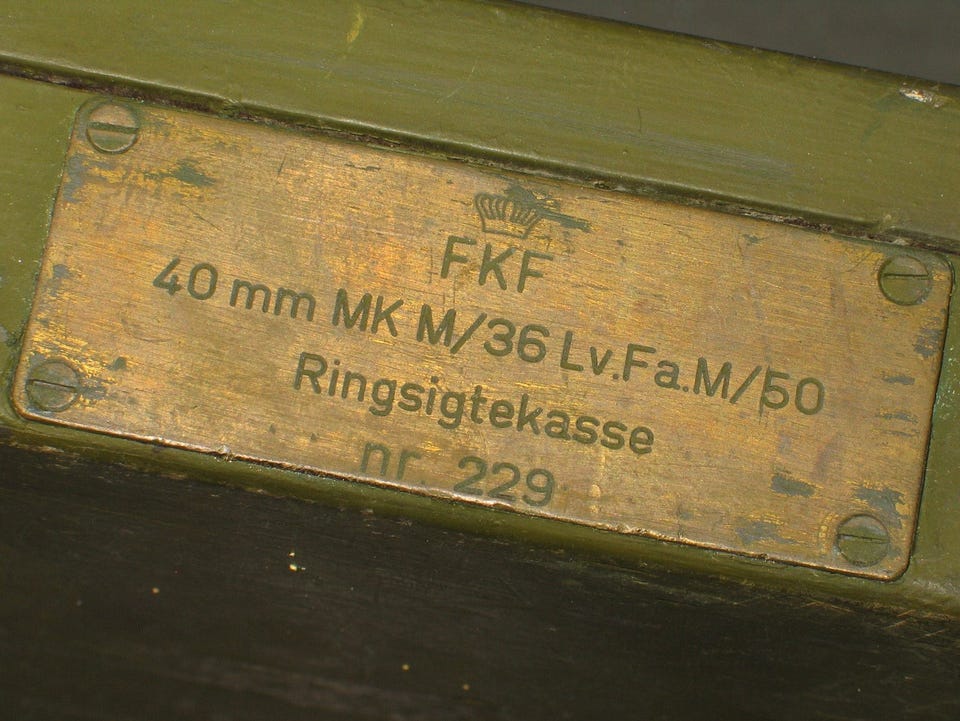 FKF
40 mm MK M/36 Lv.Fa.M/50
Ringsigtekasse
nr. 229